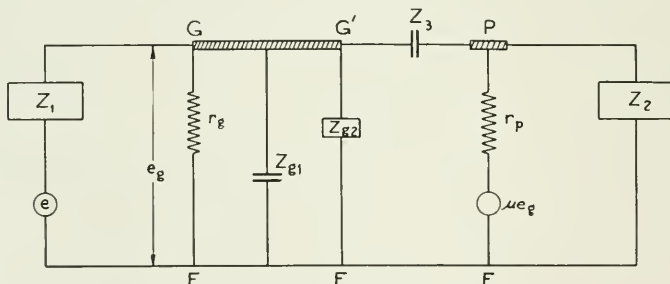 G G′ Z3 P
Z1 Z2
rg Zg2 rp
eg Zg1
e μeg
F F F